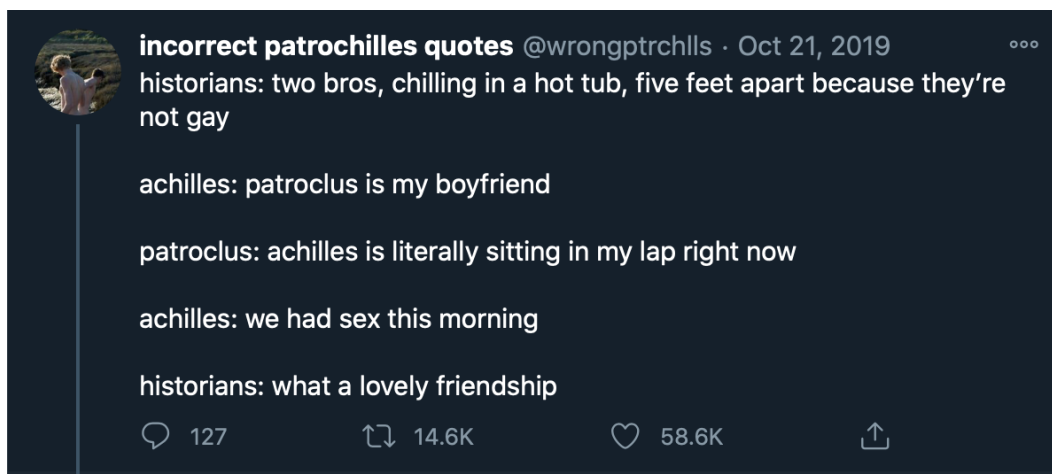 incorrect patrochilles quotes @wrongptrchlls · Oct 21, 2019
historians: two bros, chilling in a hot tub, five feet apart because they’re
not gay
achilles: patroclus is my boyfriend
patroclus: achilles is literally sitting in my lap right now
achilles: we had sex this morning
historians: what a lovely friendship
127 14.6K 58.6K